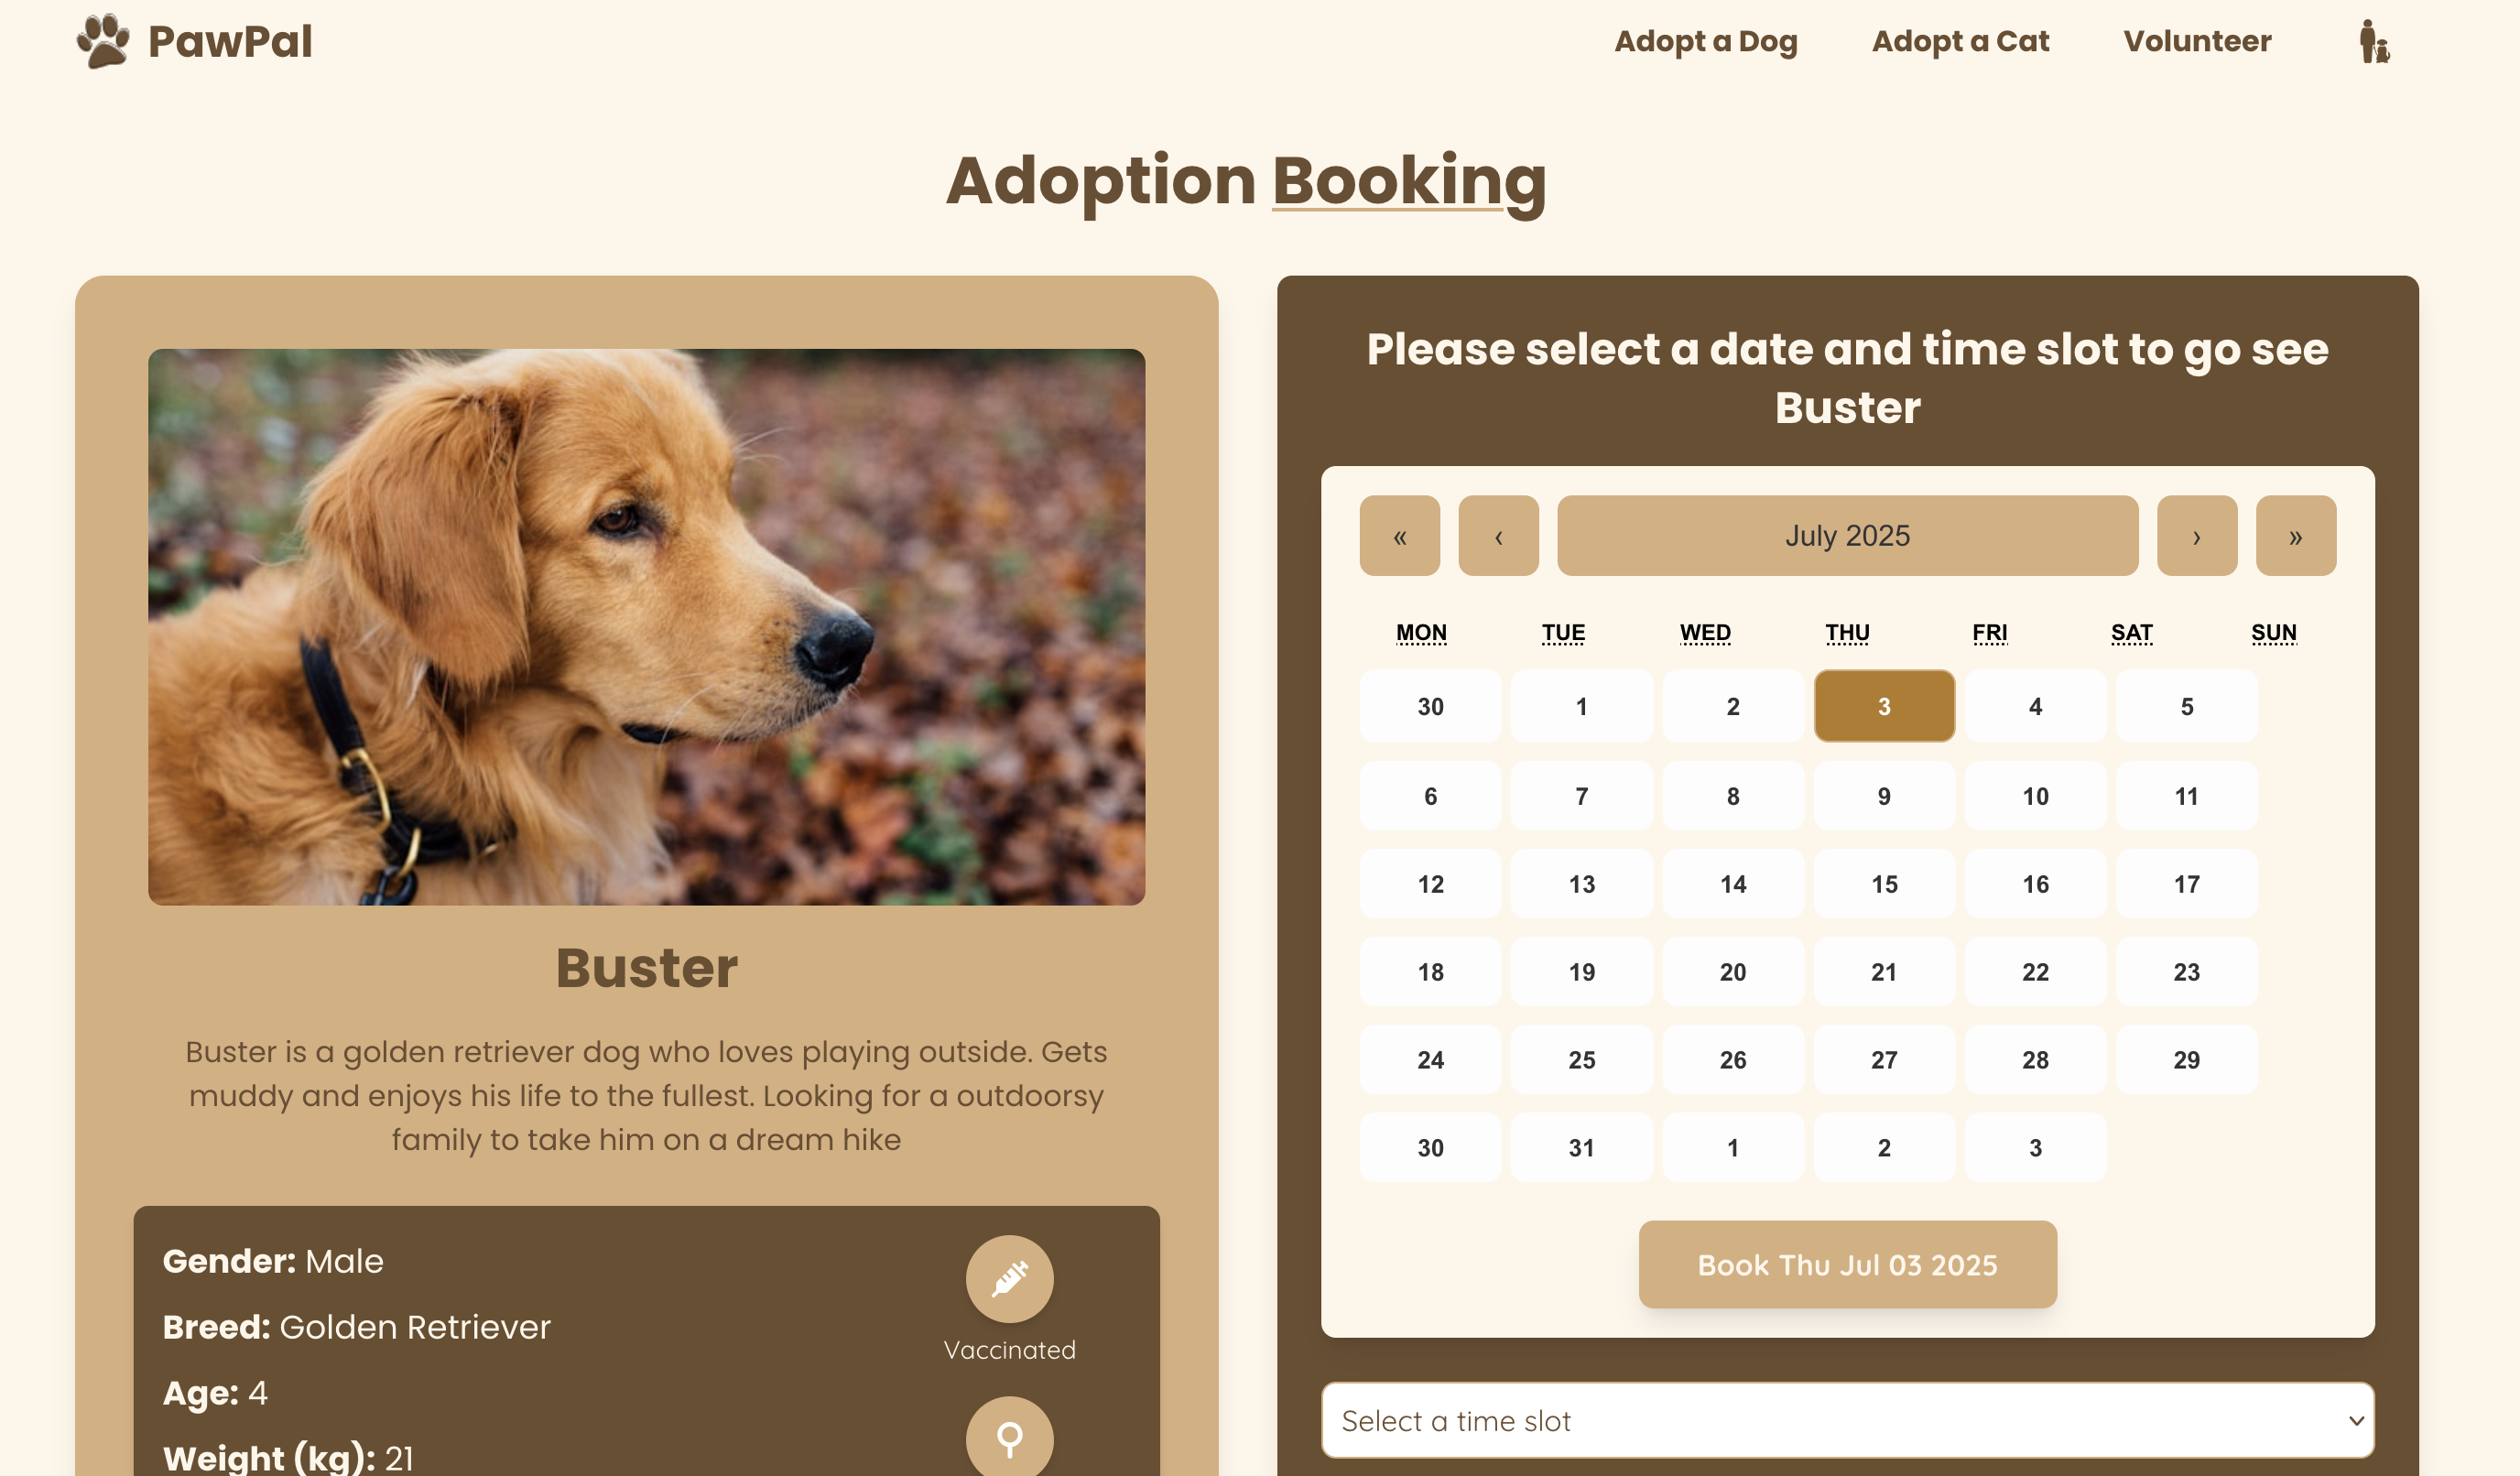 PawPal
Adopt a Dog
Adopt a Cat
Volunteer
Adoption Booking
Buster
Buster is a golden retriever dog who loves playing outside. Gets
muddy and enjoys his life to the fullest. Looking for a outdoorsy
family to take him on a dream hike
Gender: Male
Breed: Golden Retriever
Age: 4
Weight (kg): 21
Vaccinated
Please select a date and time slot to go see
Buster
« ‹ July 2025 › »
MON TUE WED THU FRI SAT SUN
30 1 2 3 4 5
6 7 8 9 10 11
12 13 14 15 16 17
18 19 20 21 22 23
24 25 26 27 28 29
30 31 1 2 3
Book Thu Jul 03 2025
Select a time slot